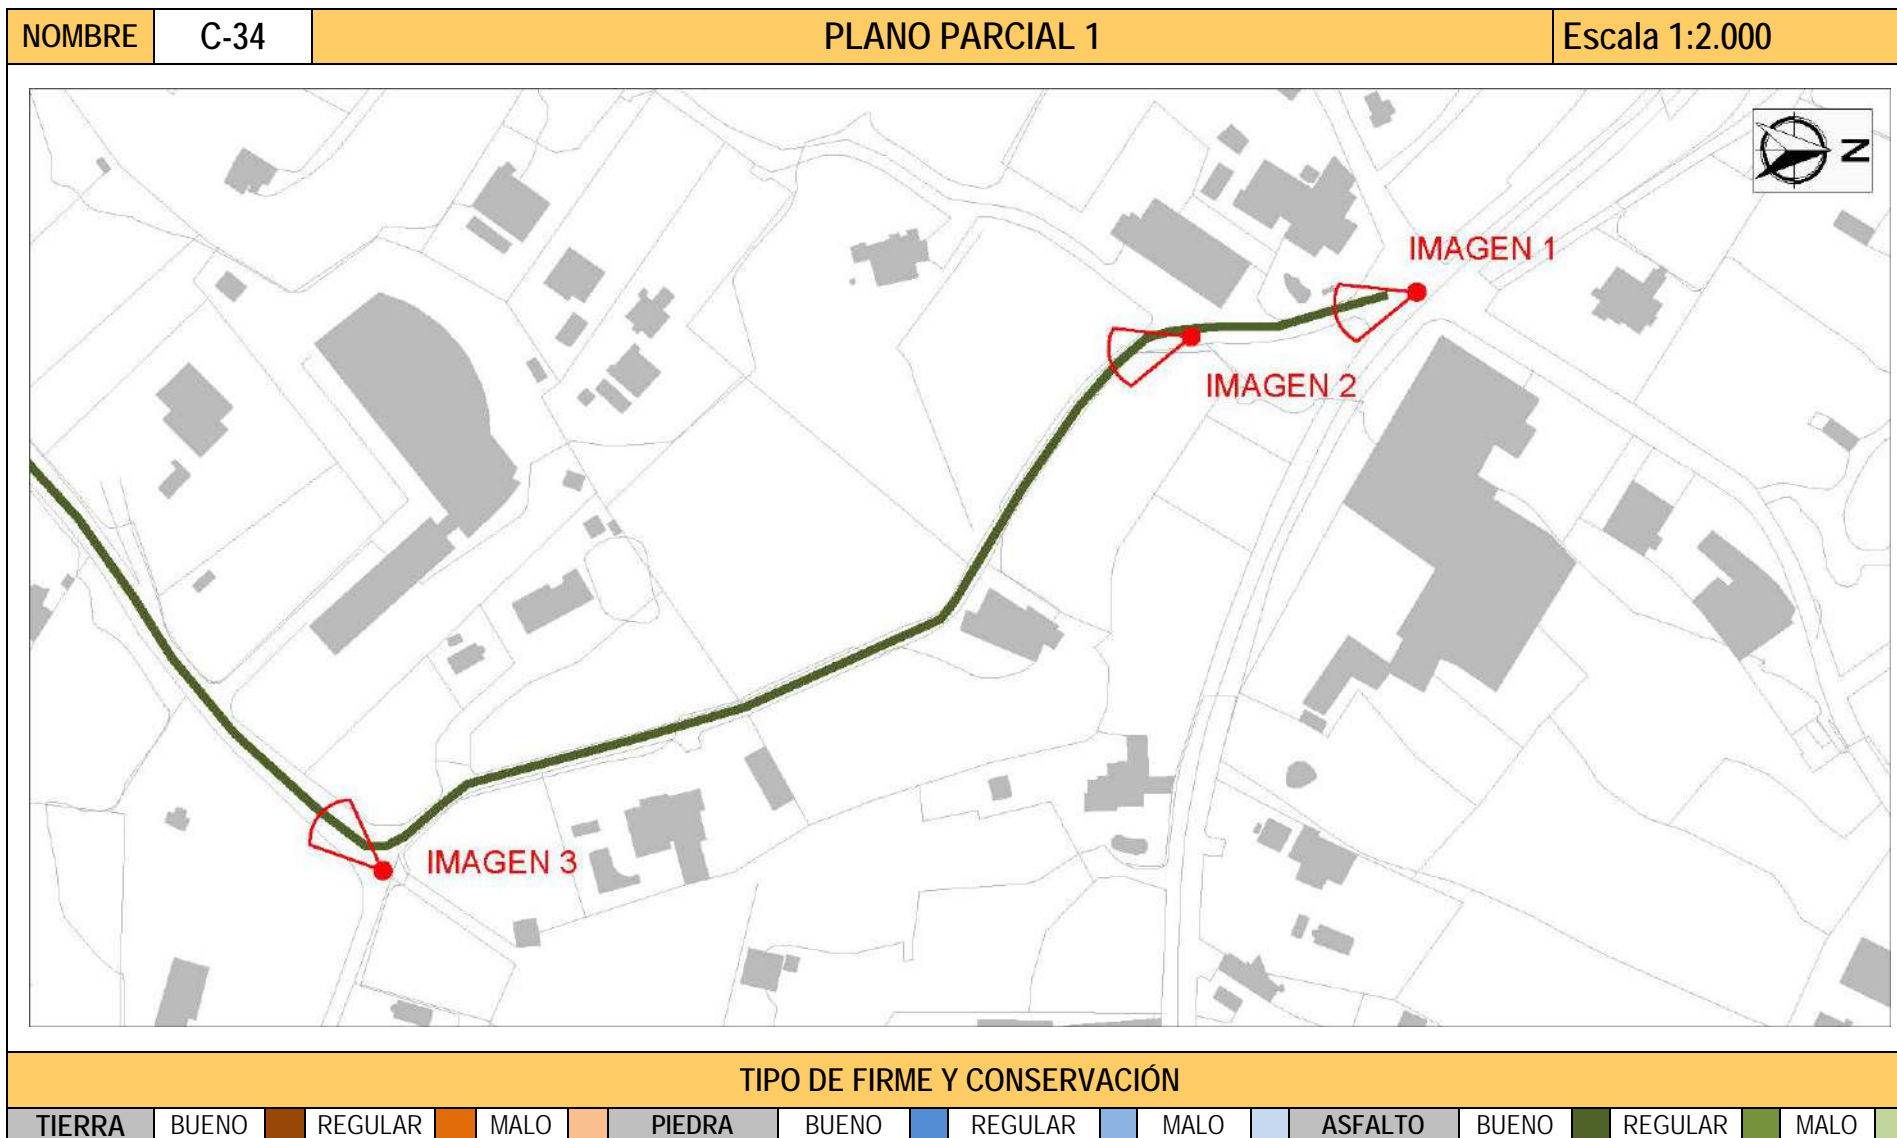 NOMBRE C-34 PLANO PARCIAL 1 Escala 1:2.000
N
IMAGEN 1
IMAGEN 2
IMAGEN 3
TIPO DE FIRME Y CONSERVACIÓN
TIERRA BUENO REGULAR MALO PIEDRA BUENO REGULAR MALO ASFALTO BUENO REGULAR MALO